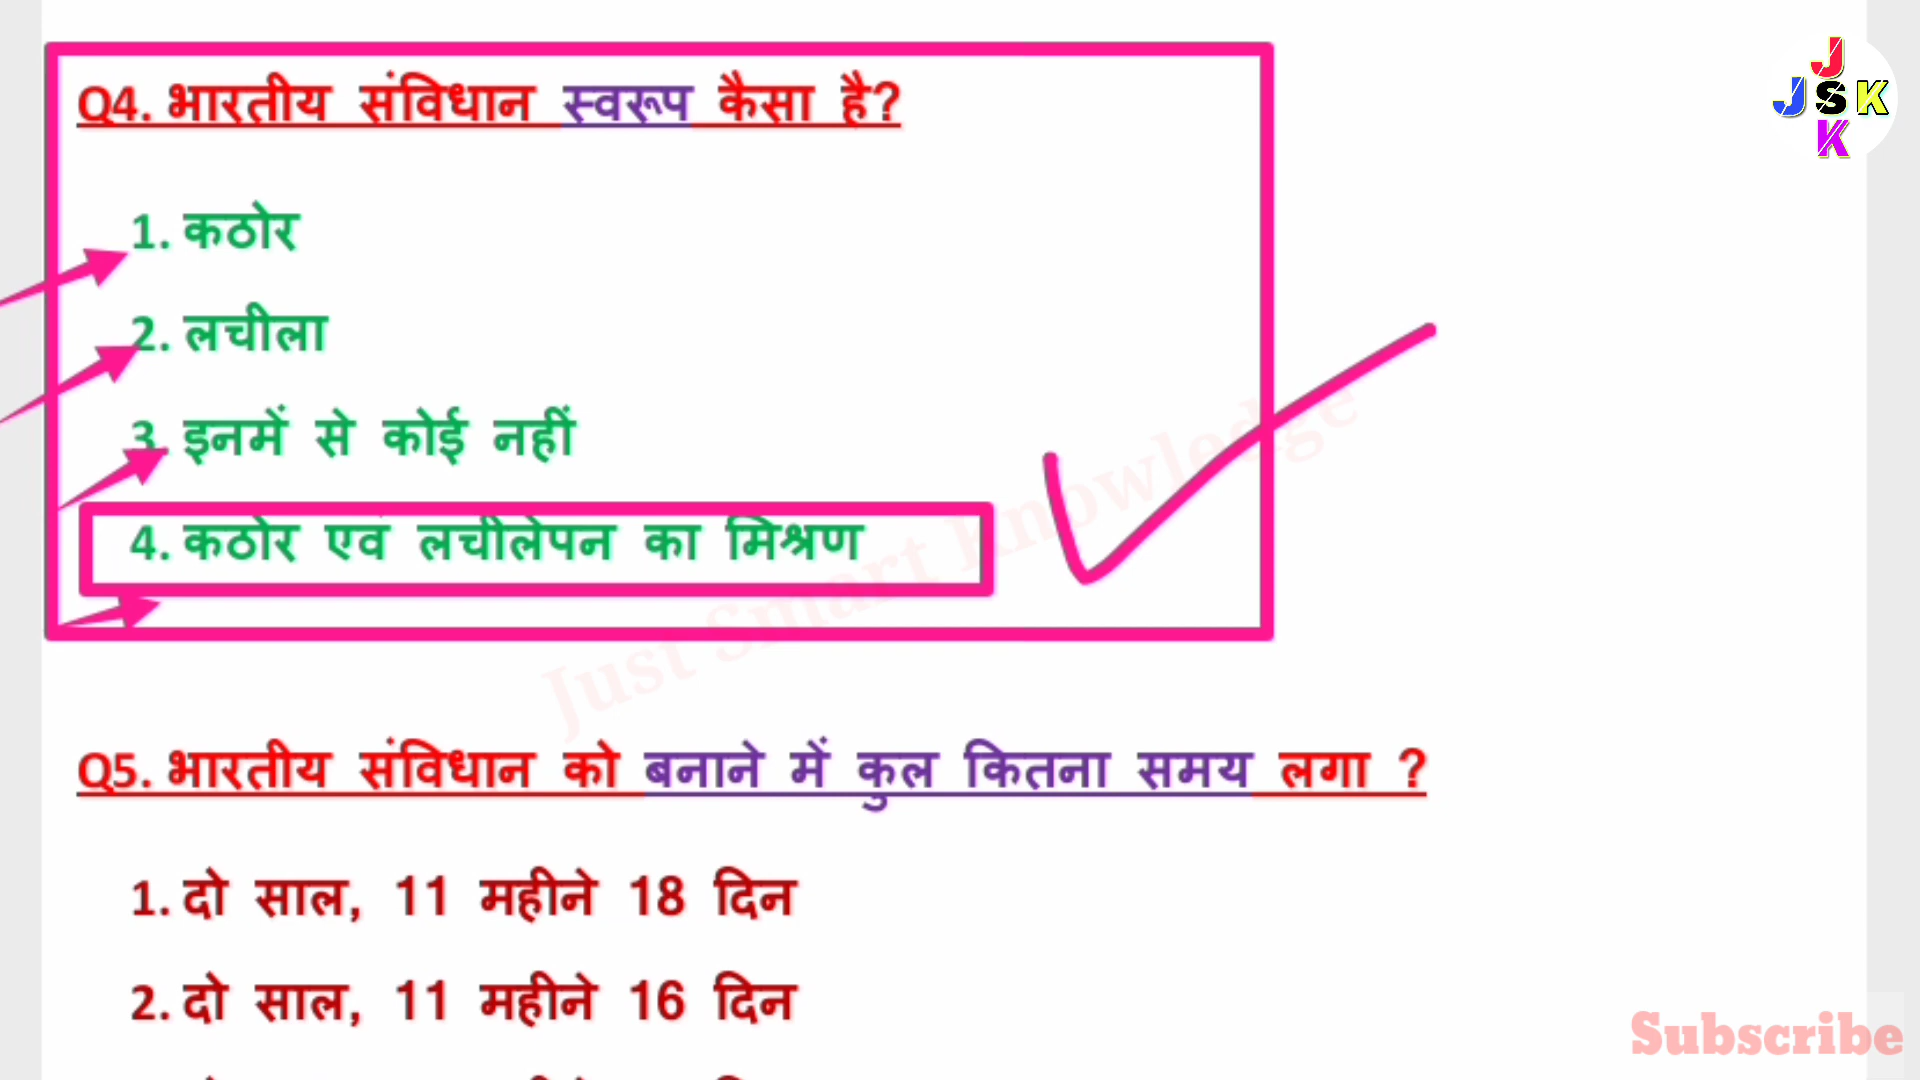 Q4. भारतीय संविधान स्वरूप कैसा है?
J
JSK
K
1. कठोर
2. लचीला
3. इनमें से कोई नहीं
4. कठोर एवं लचीलेपन का मिश्रण
Just Smart Knowledge
Q5. भारतीय संविधान को बनाने में कुल कितना समय लगा ?
1. दो साल, 11 महीने 18 दिन
2. दो साल, 11 महीने 16 दिन
Subscribe